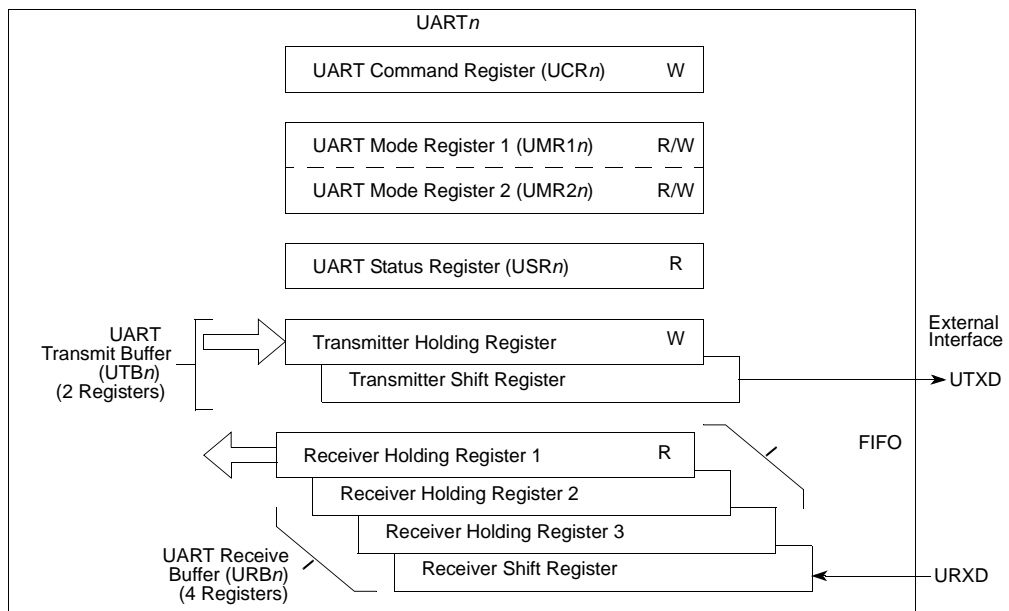 UARTn
UART Command Register (UCRn) W
UART Mode Register 1 (UMR1n) R/W
UART Mode Register 2 (UMR2n) R/W
UART Status Register (USRn) R
UART
Transmit Buffer
(UTBn)
(2 Registers)
Transmitter Holding Register W
Transmitter Shift Register
External
Interface
UTXD
FIFO
Receiver Holding Register 1 R
Receiver Holding Register 2
Receiver Holding Register 3
Receiver Shift Register
UART Receive
Buffer (URBn)
(4 Registers)
URXD